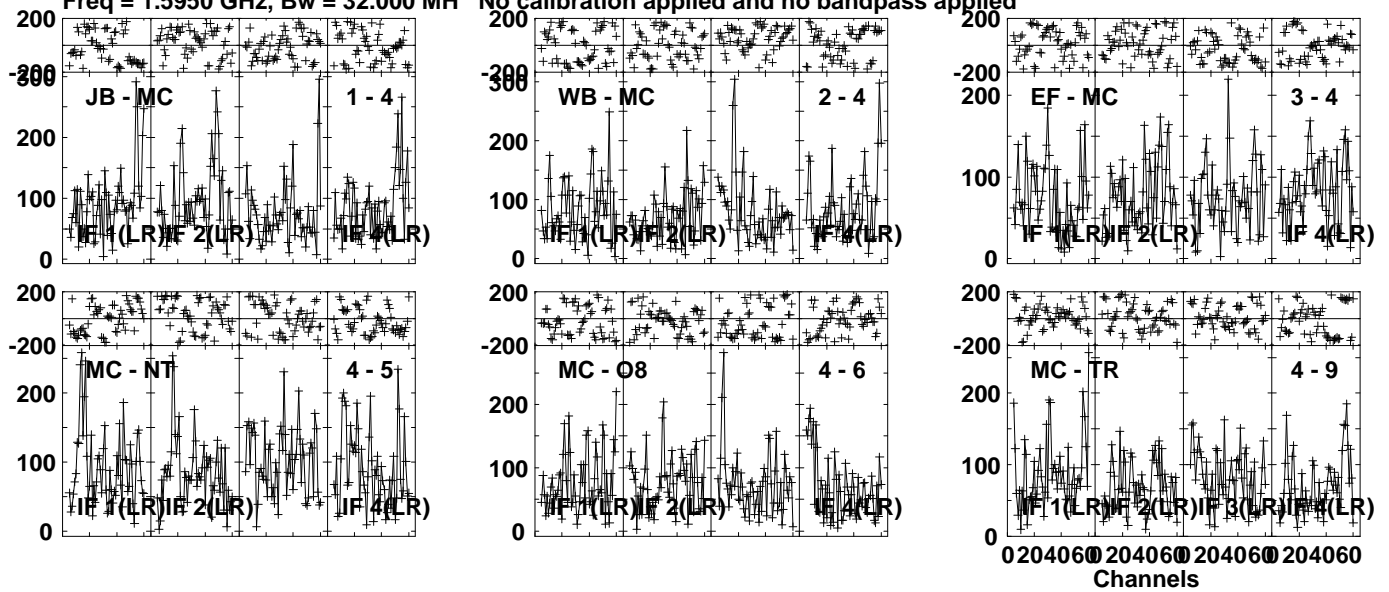 Freq = 1.5950 GHz, Bw = 32.000 MH No calibration applied and no bandpass applied
200
-200
300
200
100
0
JB - MC 1 - 4
IF 1(LR) IF 2(LR) IF 4(LR)
200
-200
300
200
100
0
WB - MC 2 - 4
IF 1(LR) IF 2(LR) IF 4(LR)
200
-200
200
100
0
EF - MC 3 - 4
IF 1(LR) IF 2(LR) IF 4(LR)
200
-200
200
100
0
MC - NT 4 - 5
IF 1(LR) IF 2(LR) IF 4(LR)
200
-200
200
100
0
MC - O8 4 - 6
IF 1(LR) IF 2(LR) IF 4(LR)
200
-200
200
100
0
MC - TR 4 - 9
IF 1(LR) IF 2(LR) IF 3(LR) IF 4(LR)
0 204060 0 204060 0 204060 0 204060
Channels